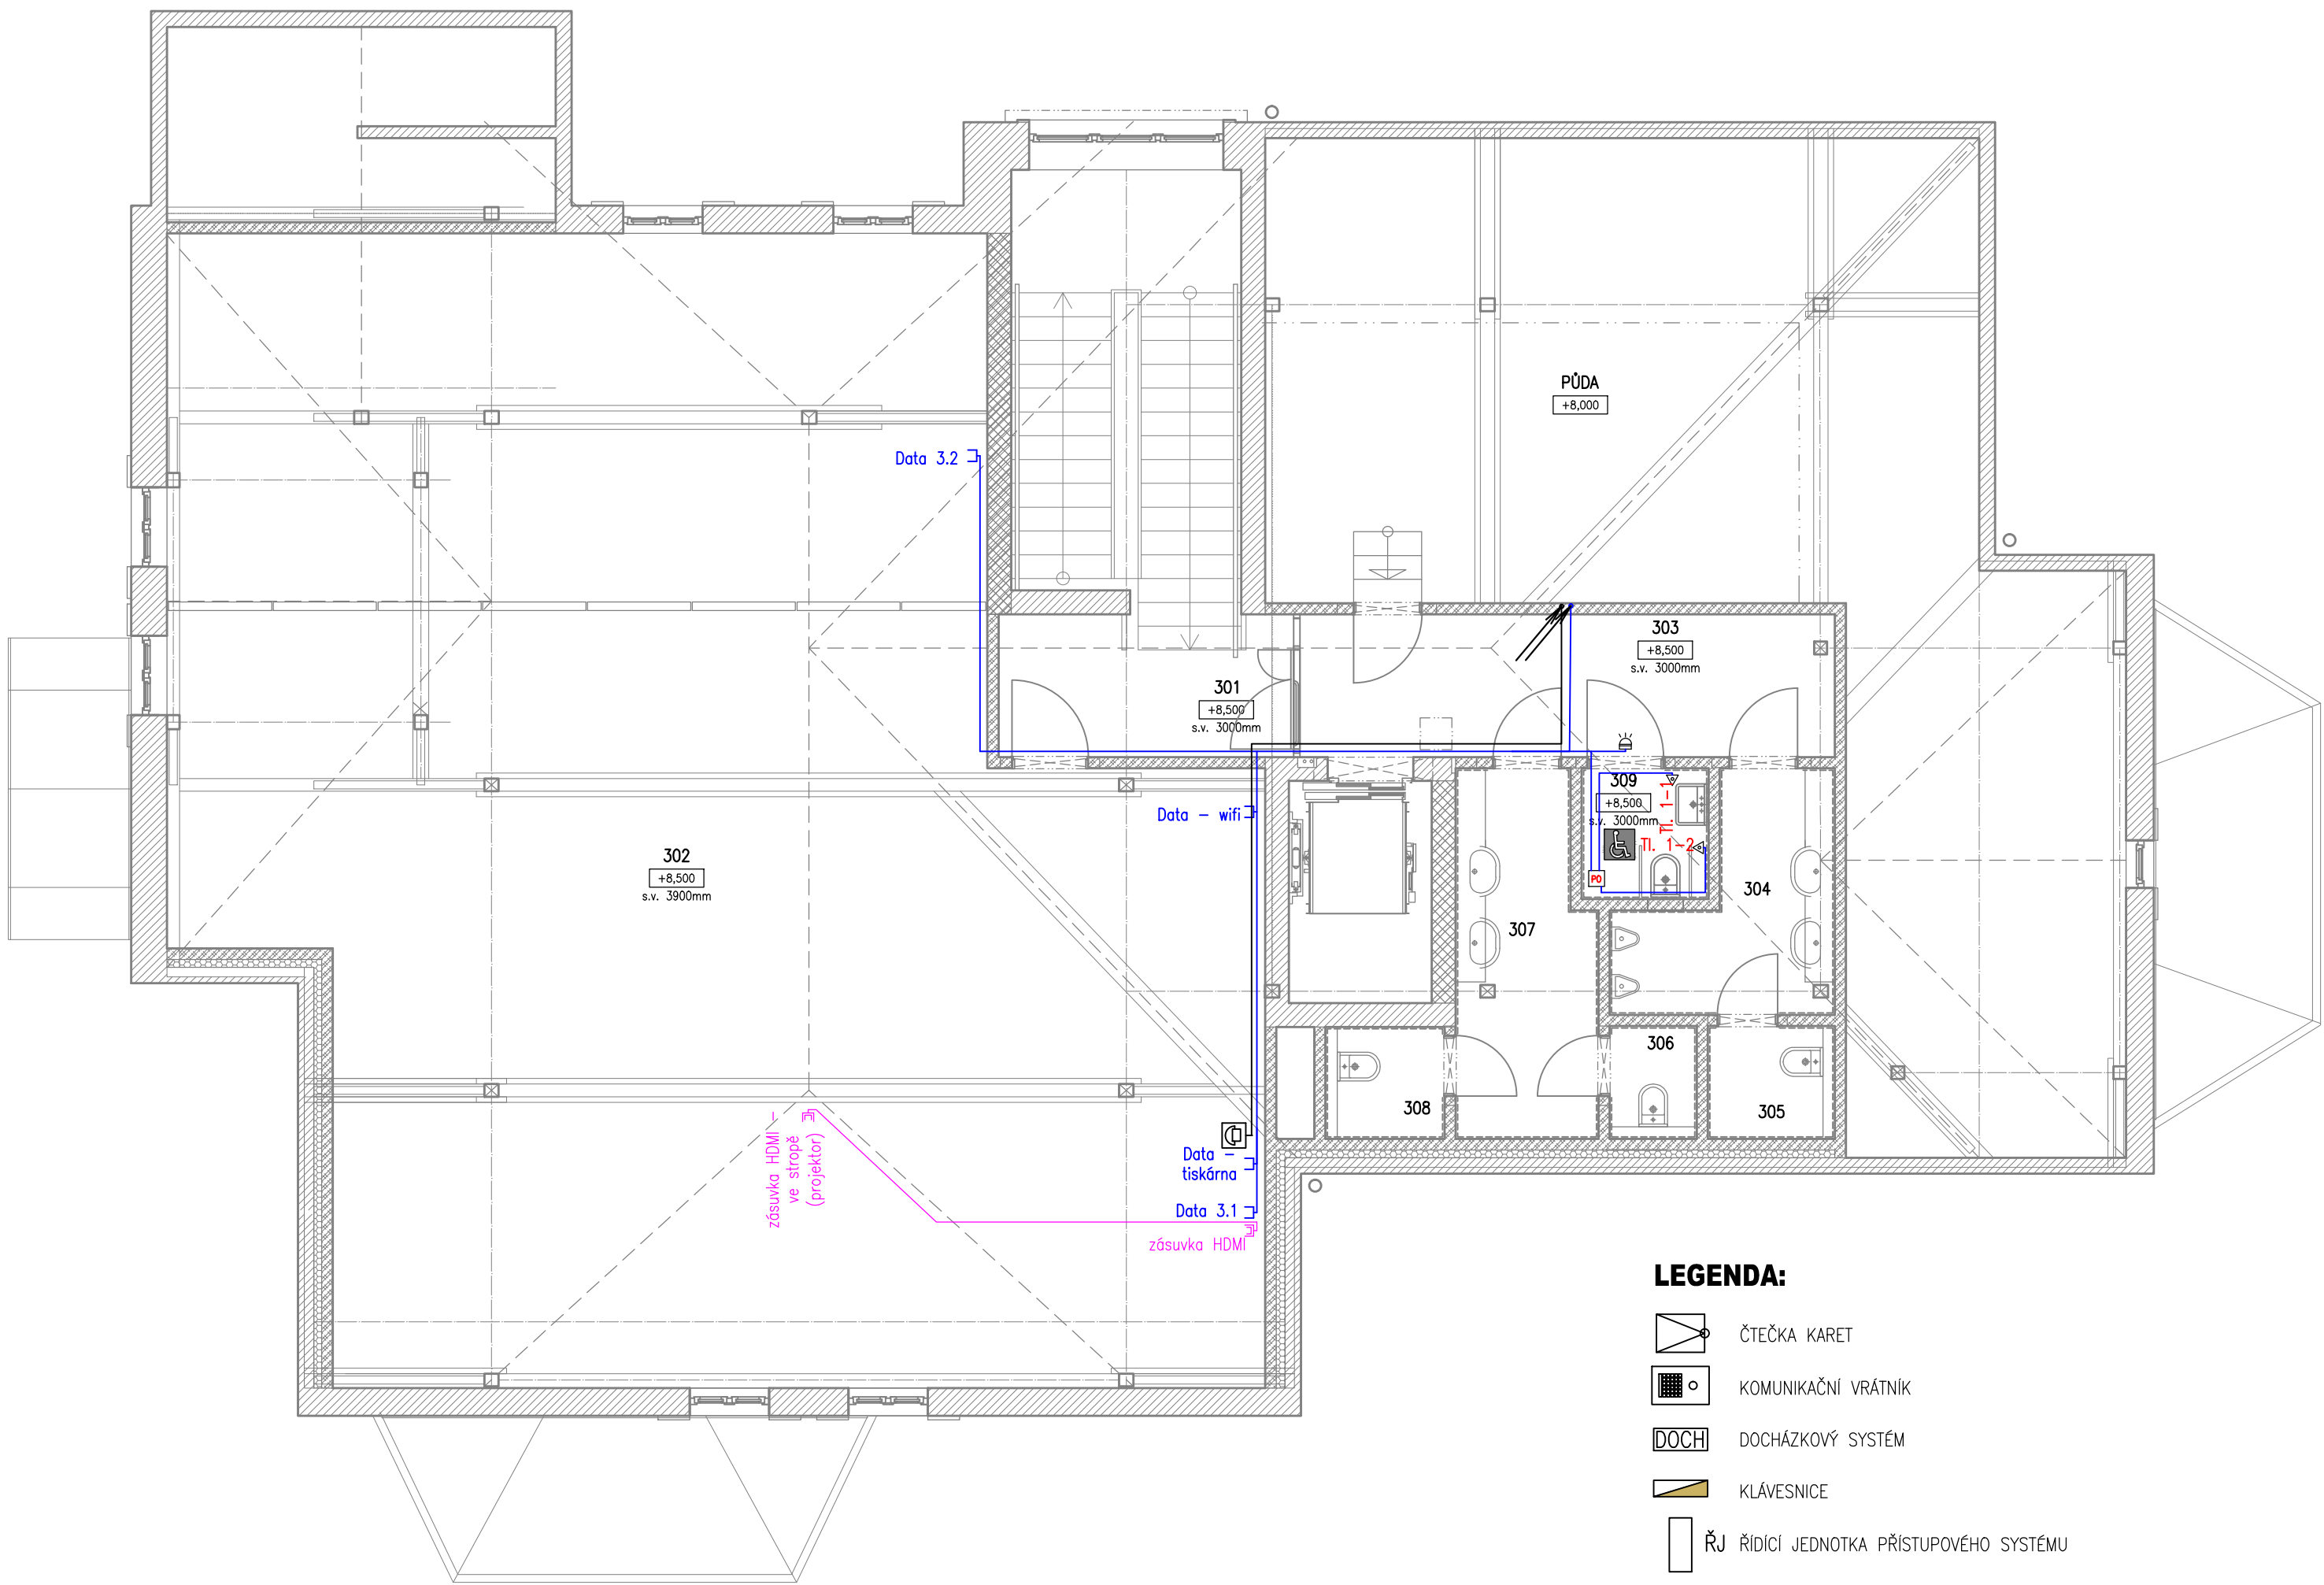 PŮDA
+8,000
Data 3.2
303
+8,500
s.v. 3000mm
301
+8,500
s.v. 3000mm
309
+8,500
s.v. 3000mm
Tl. 1-1
Tl. 1-2
PO
Data - wifi
302
+8,500
s.v. 3900mm
304
307
306
308
305
zásuvka HDMI -
ve stropě
(projektor)
Data -
tiskárna
Data 3.1
zásuvka HDMI
LEGENDA:
ČTEČKA KARET
KOMUNIKAČNÍ VRÁTNÍK
DOCH DOCHÁZKOVÝ SYSTÉM
KLÁVESNICE
ŘJ ŘÍDÍCÍ JEDNOTKA PŘÍSTUPOVÉHO SYSTÉMU